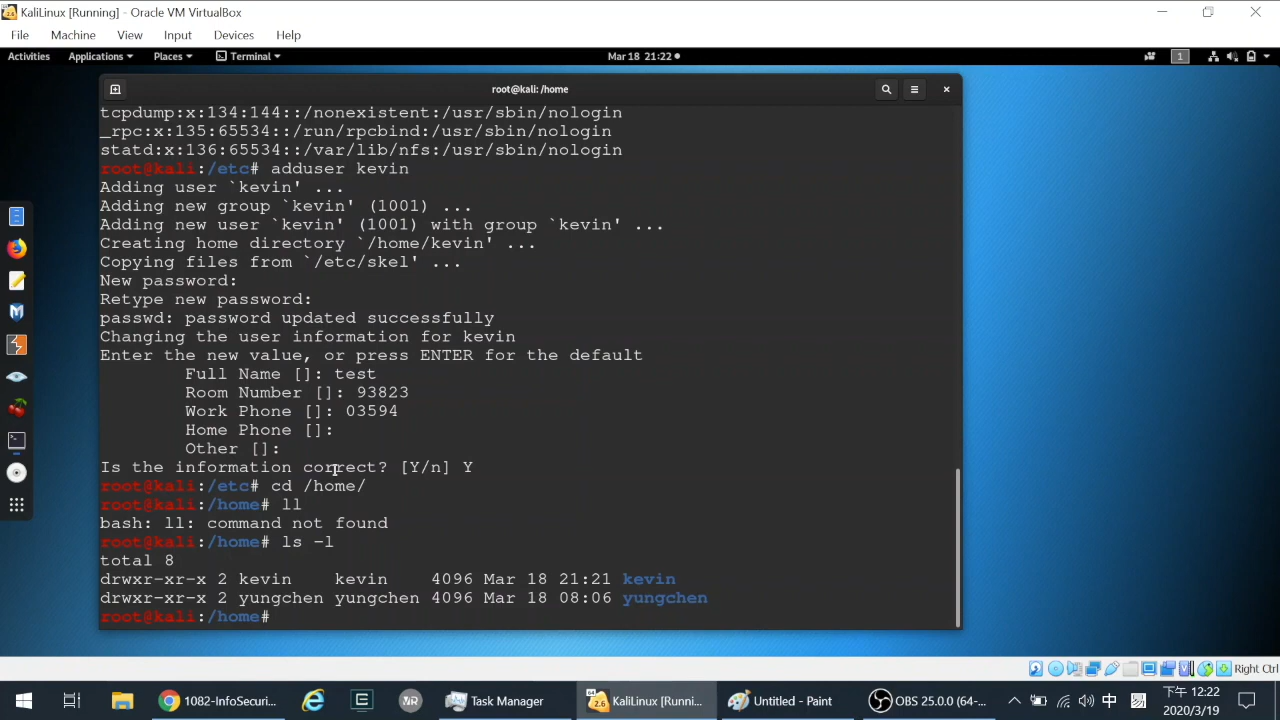 KaliLinux [Running] - Oracle VM VirtualBox
File Machine View Input Devices Help
Activities Applications Places Terminal Mar 18 21:22 1
root@kali: /home
tcpdump:x:134:144::/nonexistent:/usr/sbin/nologin
_rpc:x:135:65534::/run/rpcbind:/usr/sbin/nologin
statd:x:136:65534::/var/lib/nfs:/usr/sbin/nologin
root@kali:/etc# adduser kevin
Adding user `kevin' ...
Adding new group `kevin' (1001) ...
Adding new user `kevin' (1001) with group `kevin' ...
Creating home directory `/home/kevin' ...
Copying files from `/etc/skel' ...
New password:
Retype new password:
passwd: password updated successfully
Changing the user information for kevin
Enter the new value, or press ENTER for the default
Full Name []: test
Room Number []: 93823
Work Phone []: 03594
Home Phone []:
Other []:
Is the information correct? [Y/n] Y
root@kali:/etc# cd /home/
root@kali:/home# ll
bash: ll: command not found
root@kali:/home# ls -l
total 8
drwxr-xr-x 2 kevin kevin 4096 Mar 18 21:21 kevin
drwxr-xr-x 2 yungchen yungchen 4096 Mar 18 08:06 yungchen
root@kali:/home#
Right Ctrl
1082-InfoSecuri... Task Manager KaliLinux [Runni... Untitled - Paint OBS 25.0.0 (64-... 中 下午 12:22
2020/3/19